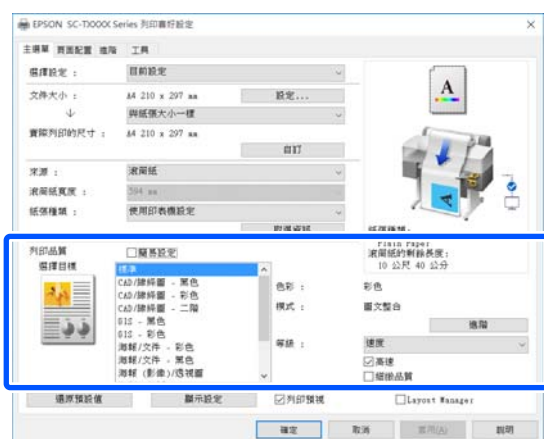 EPSON SC-TXXXX Series 列印喜好設定
主選單 頁面配置 進階 工具
選擇設定 : 目前設定
文件大小 : A4 210 x 297 mm 設定...
與紙張大小一樣
實際列印的尺寸 : A4 210 x 297 mm
自訂
來源 : 滾筒紙
滾筒紙寬度 : 594 mm
紙張種類 : 使用印表機設定
取得資訊
紙張種類:
Plain Paper
滾筒紙的剩餘長度:
10 公尺 40 公分
列印品質 簡易設定
選擇目標
標準
CAD/線條圖 - 黑色
CAD/線條圖 - 彩色
CAD/線條圖 - 二階
GIS - 黑色
GIS - 彩色
海報/文件 - 彩色
海報/文件 - 黑色
海報 (影像)/透視圖
色彩 : 彩色
模式 : 圖文整合
進階
等級 : 速度
高速
細緻品質
還原預設值 顯示設定 列印預視 Layout Manager
確定 取消 套用(A) 說明